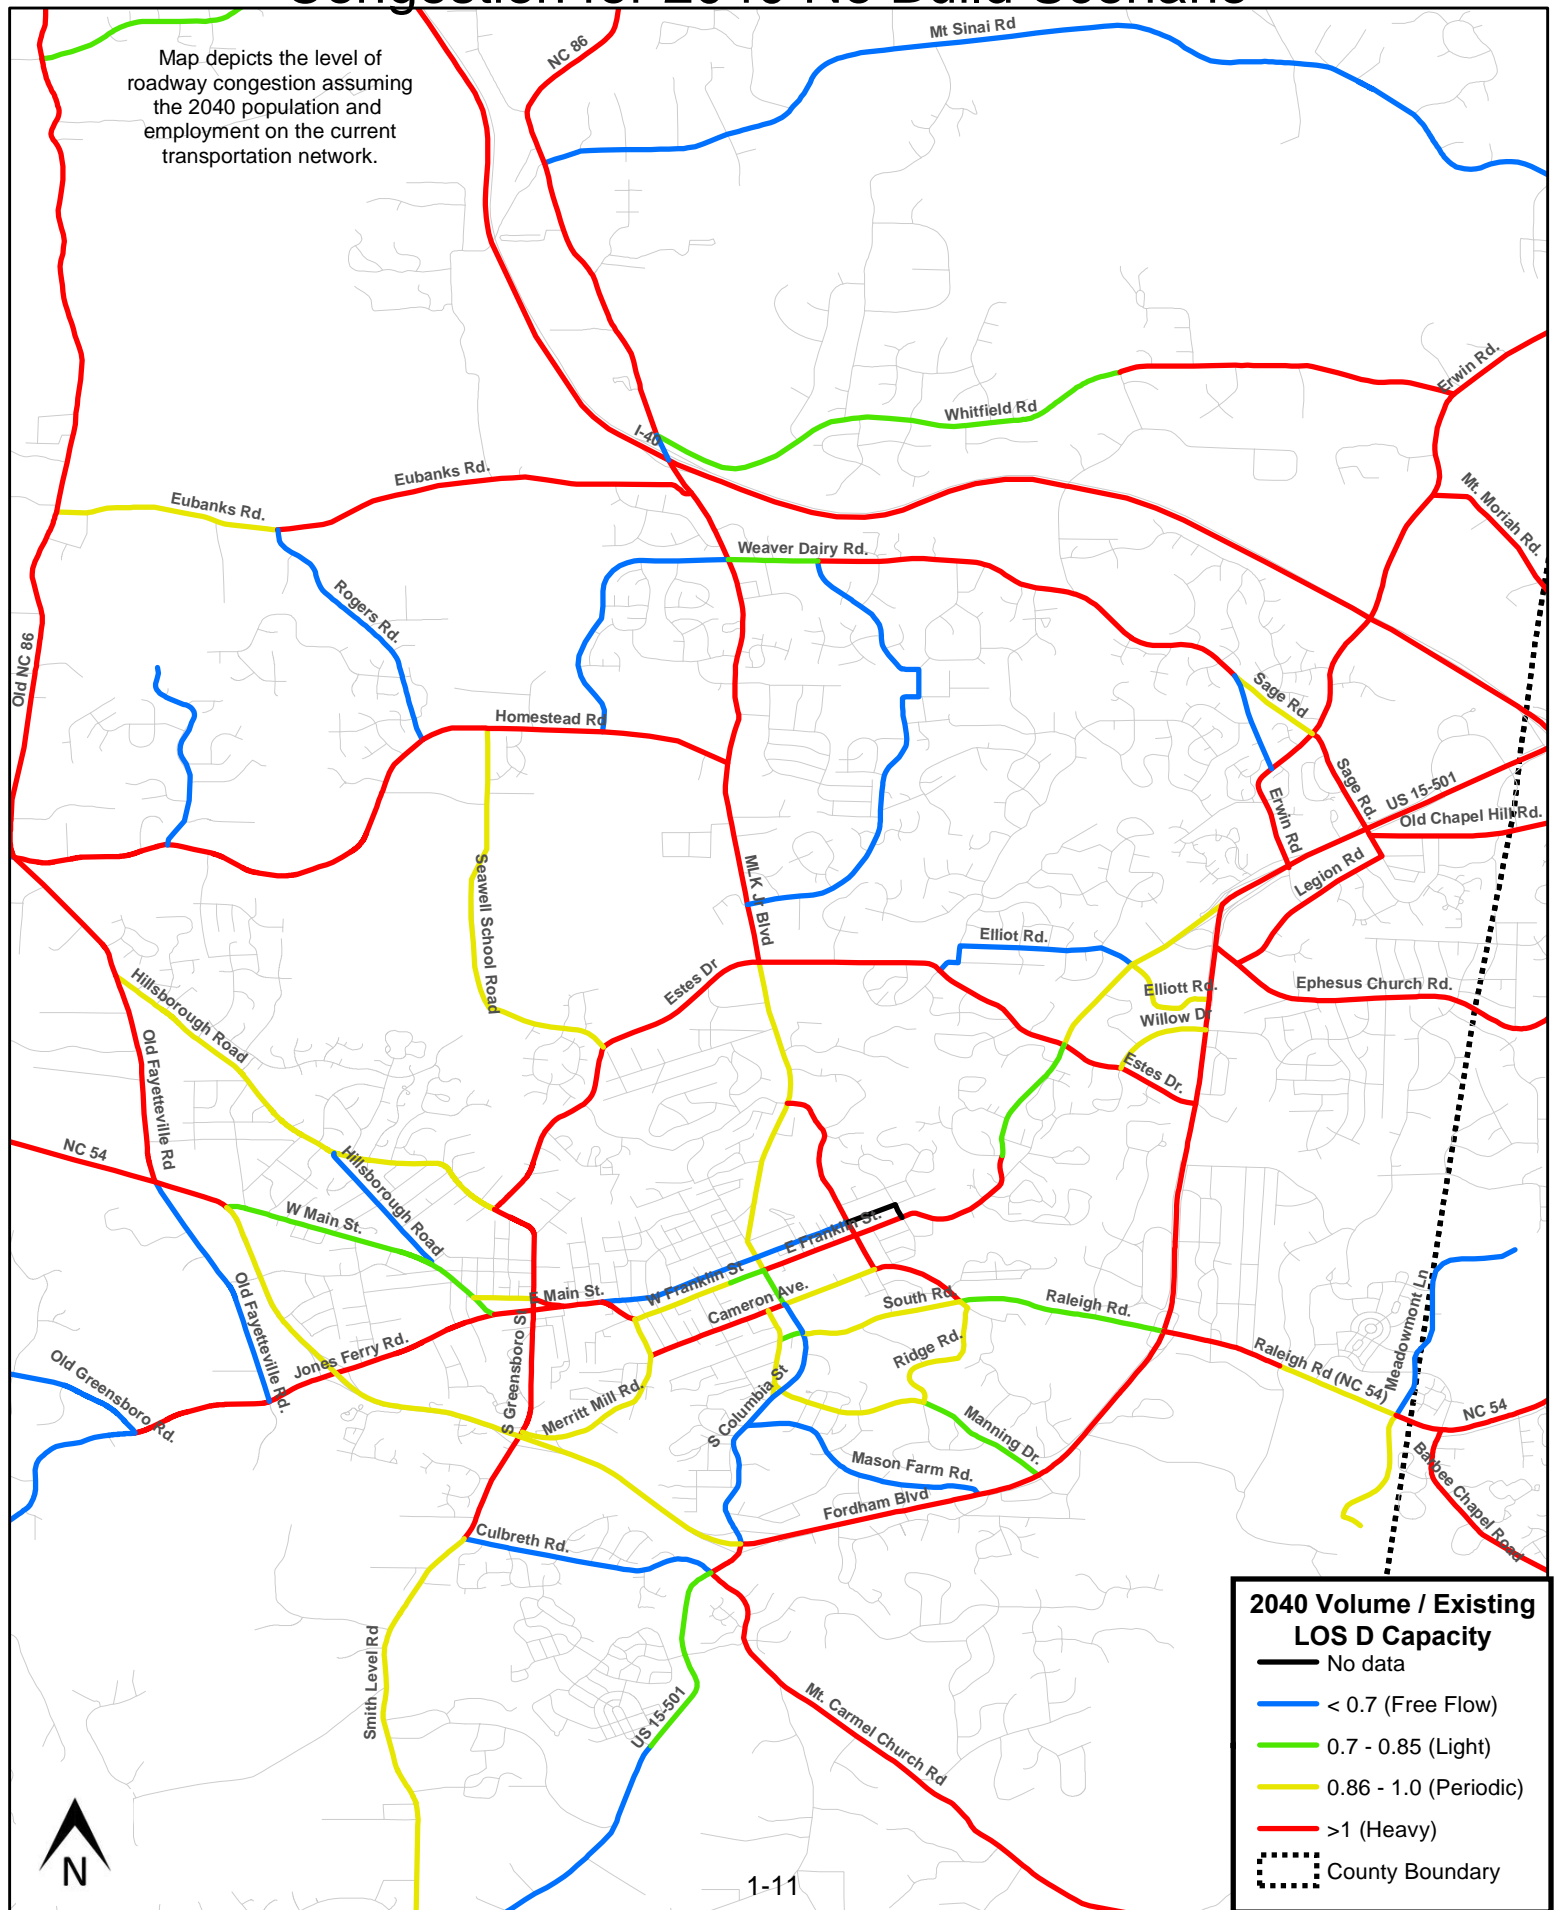 Congestion for 2040 No Build Scenario
Map depicts the level of
roadway congestion assuming
the 2040 population and
employment on the current
transportation network.
NC 86
Mt Sinai Rd
Erwin Rd.
Whitfield Rd
I-40
Eubanks Rd.
Eubanks Rd.
Mt. Moriah Rd.
Weaver Dairy Rd.
Rogers Rd.
Old NC 86
Homestead Rd
Sage Rd
Sage Rd.
US 15-501
Old Chapel Hill Rd.
Erwin Rd
Legion Rd
Seawell School Road
MLK Jr Blvd
Elliot Rd.
Estes Dr
Ephesus Church Rd.
Elliott Rd.
Willow Dr
Hillsborough Road
Old Fayetteville Rd
Estes Dr.
NC 54
Hillsborough Road
W Main St.
E Franklin St.
Old Fayetteville Rd.
E Main St.
W Franklin St
Cameron Ave.
South Rd.
Raleigh Rd.
Meadowmont Ln
Jones Ferry Rd.
S Greensboro St
Ridge Rd.
Raleigh Rd (NC 54)
Old Greensboro Rd.
Merritt Mill Rd.
S Columbia St
Manning Dr.
NC 54
Mason Farm Rd.
Barbee Chapel Road
Fordham Blvd
Culbreth Rd.
Smith Level Rd
US 15-501
Mt. Carmel Church Rd
2040 Volume / Existing
LOS D Capacity
No data
< 0.7 (Free Flow)
0.7 - 0.85 (Light)
0.86 - 1.0 (Periodic)
>1 (Heavy)
County Boundary
N
1-11